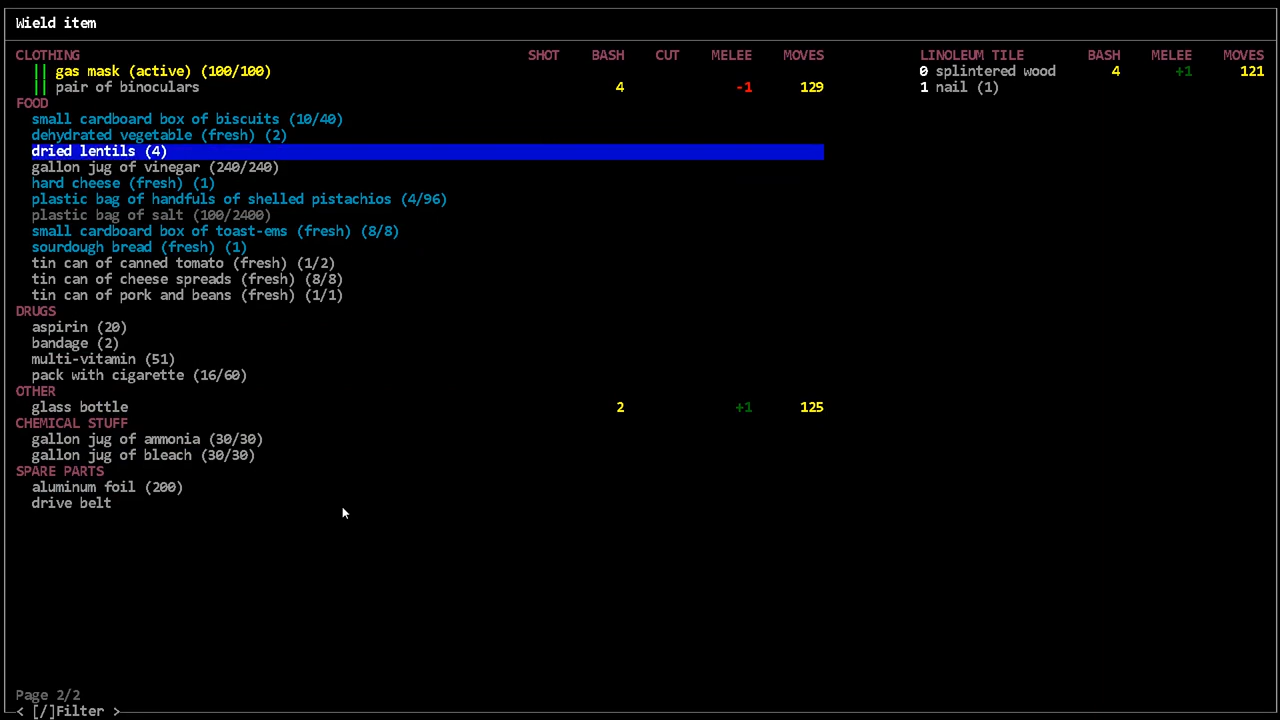 Wield item
CLOTHING SHOT BASH CUT MELEE MOVES LINOLEUM TILE BASH MELEE MOVES
|| gas mask (active) (100/100) 0 splintered wood 4 +1 121
|| pair of binoculars 4 -1 129 1 nail (1)
FOOD
small cardboard box of biscuits (10/40)
dehydrated vegetable (fresh) (2)
dried lentils (4)
gallon jug of vinegar (240/240)
hard cheese (fresh) (1)
plastic bag of handfuls of shelled pistachios (4/96)
plastic bag of salt (100/2400)
small cardboard box of toast-ems (fresh) (8/8)
sourdough bread (fresh) (1)
tin can of canned tomato (fresh) (1/2)
tin can of cheese spreads (fresh) (8/8)
tin can of pork and beans (fresh) (1/1)
DRUGS
aspirin (20)
bandage (2)
multi-vitamin (51)
pack with cigarette (16/60)
OTHER
glass bottle 2 +1 125
CHEMICAL STUFF
gallon jug of ammonia (30/30)
gallon jug of bleach (30/30)
SPARE PARTS
aluminum foil (200)
drive belt
Page 2/2
< [/]Filter >